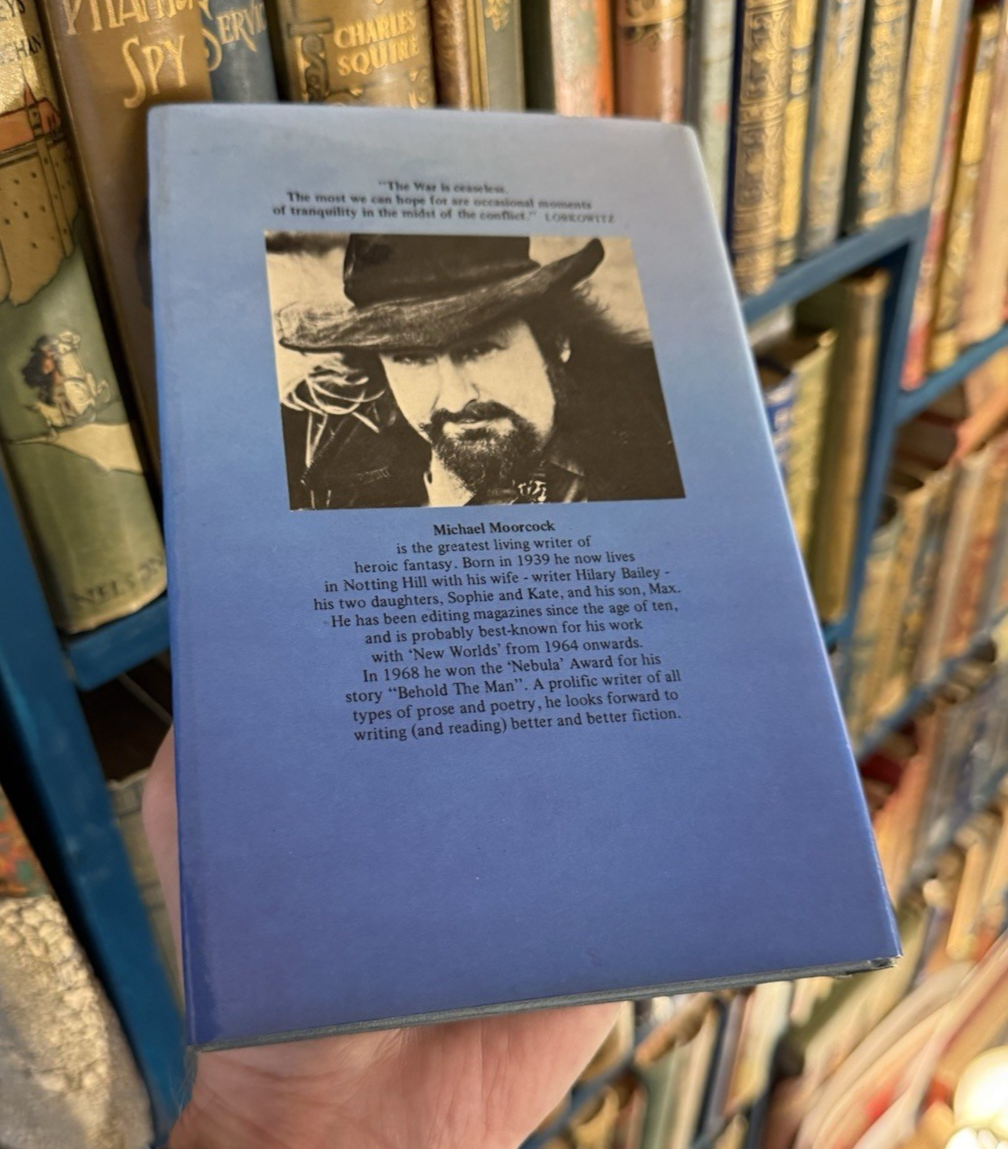 SPY
SERVI
CHARLES
SQUIRE
"The War is ceaseless.
The most we can hope for are occasional moments
of tranquility in the midst of the conflict." LOBKOWITZ
Michael Moorcock
is the greatest living writer of
heroic fantasy. Born in 1939 he now lives
in Notting Hill with his wife - writer Hilary Bailey -
his two daughters, Sophie and Kate, and his son, Max.
He has been editing magazines since the age of ten,
and is probably best-known for his work
with ‘New Worlds’ from 1964 onwards.
In 1968 he won the ‘Nebula’ Award for his
story “Behold The Man”. A prolific writer of all
types of prose and poetry, he looks forward to
writing (and reading) better and better fiction.